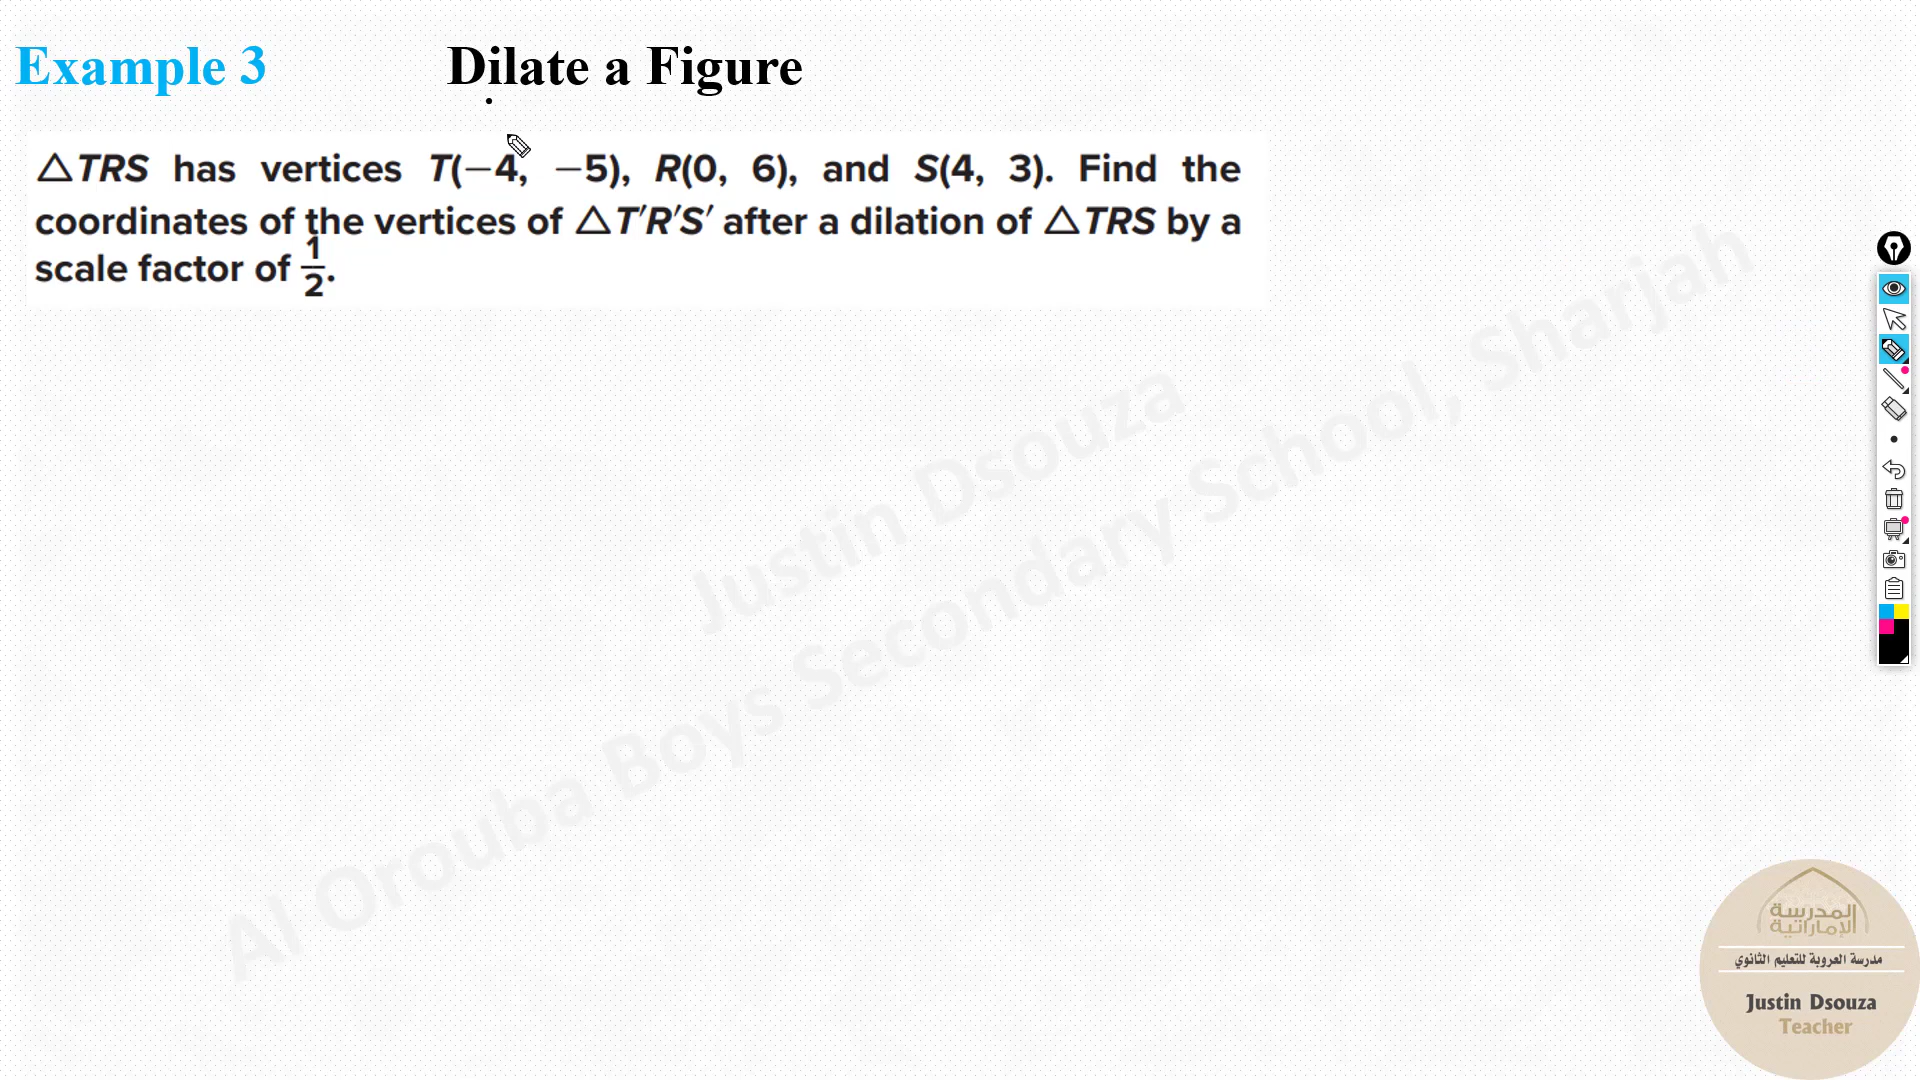 Example 3 Dilate a Figure
△TRS has vertices T(−4, −5), R(0, 6), and S(4, 3). Find the
coordinates of the vertices of △T′R′S′ after a dilation of △TRS by a
scale factor of 1/2.
Justin Dsouza
Al Orouba Boys Secondary School, Sharjah
المدرسة
الإماراتية
مدرسة العروبة للتعليم الثانوي
Justin Dsouza
Teacher